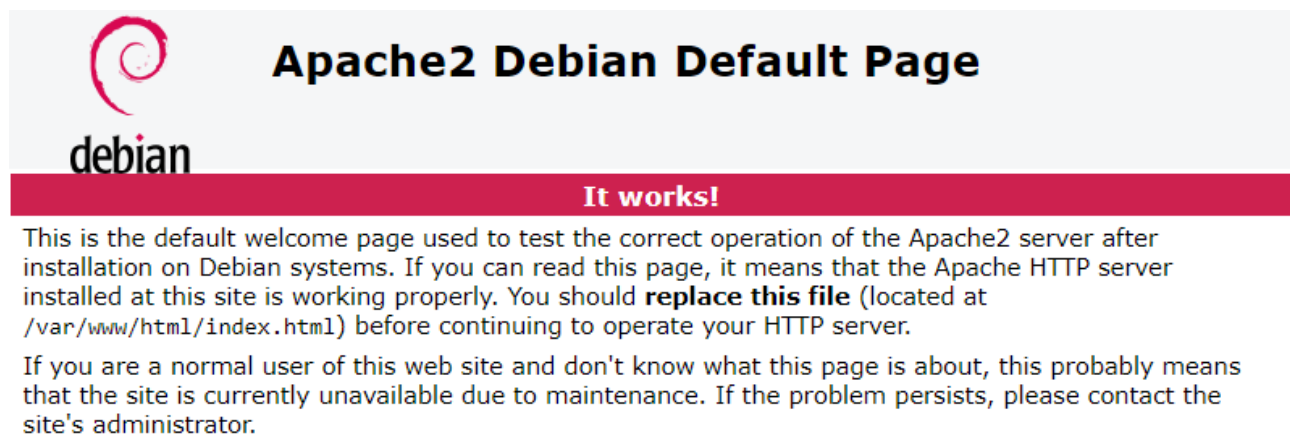 debian
Apache2 Debian Default Page
It works!
This is the default welcome page used to test the correct operation of the Apache2 server after
installation on Debian systems. If you can read this page, it means that the Apache HTTP server
installed at this site is working properly. You should replace this file (located at
/var/www/html/index.html) before continuing to operate your HTTP server.
If you are a normal user of this web site and don't know what this page is about, this probably means
that the site is currently unavailable due to maintenance. If the problem persists, please contact the
site's administrator.